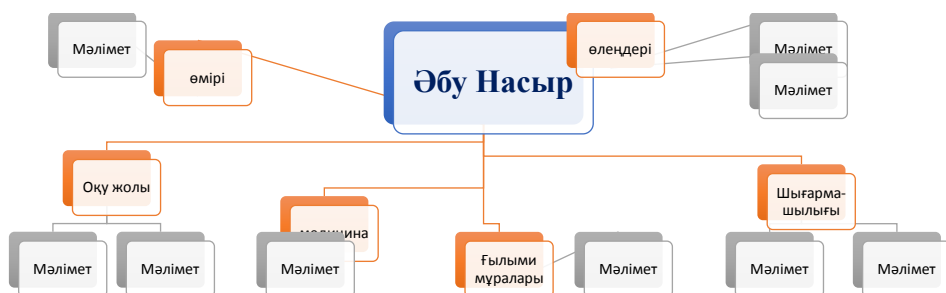 Мәлімет
өмірі
Әбу Насыр
өлеңдері
Мәлімет
Мәлімет
Оқу жолы
Мәлімет
Мәлімет
медицина
Мәлімет
Ғылыми
мұралары
Мәлімет
Шығарма-
шылығы
Мәлімет
Мәлімет